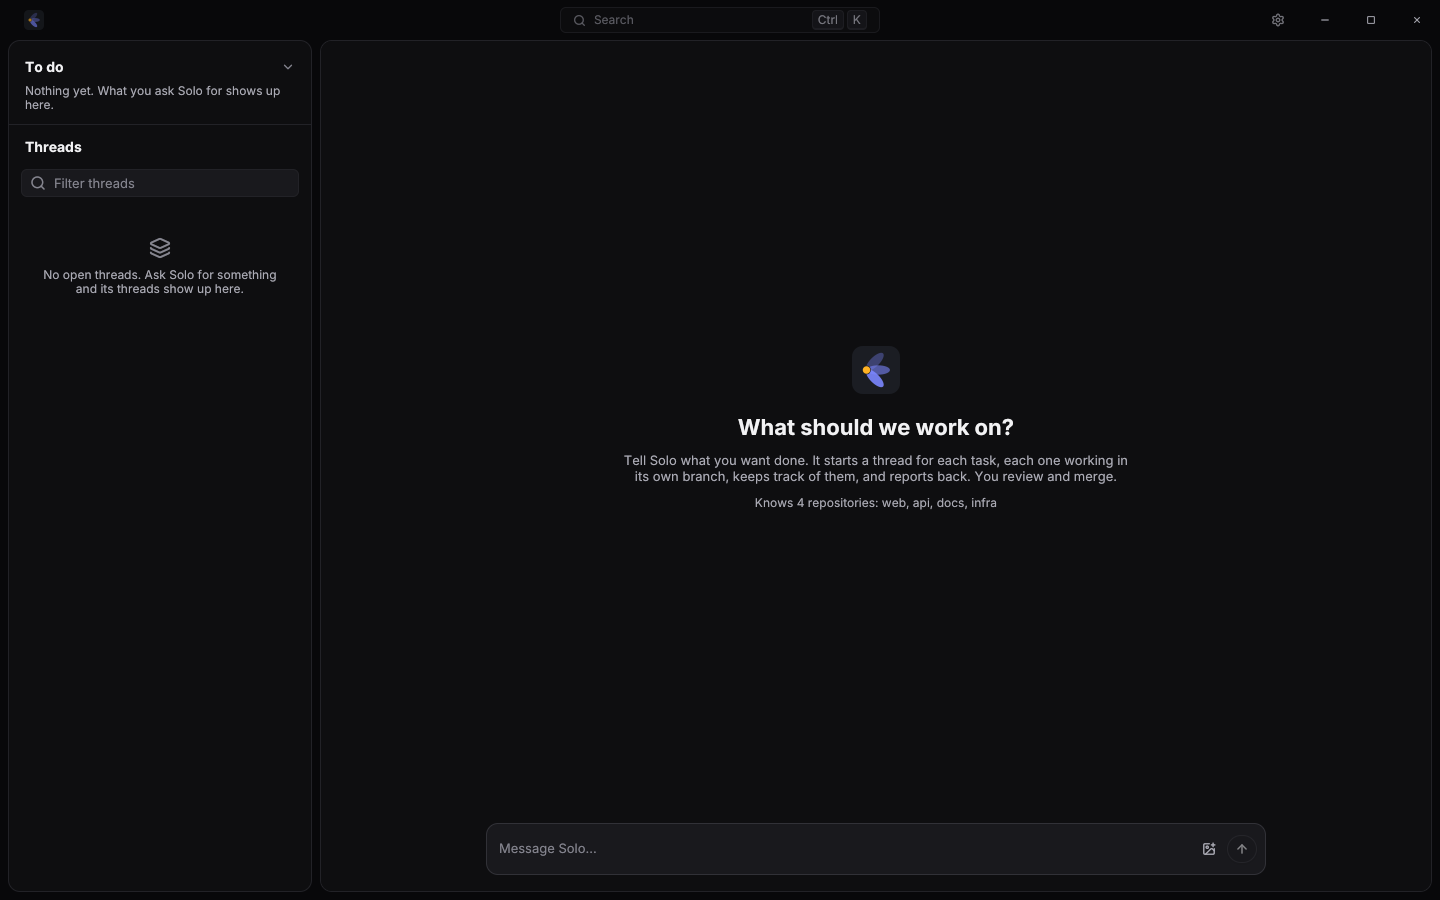 Search
Ctrl K
To do
Nothing yet. What you ask Solo for shows up
here.
Threads
Filter threads
No open threads. Ask Solo for something
and its threads show up here.
What should we work on?
Tell Solo what you want done. It starts a thread for each task, each one working in
its own branch, keeps track of them, and reports back. You review and merge.
Knows 4 repositories: web, api, docs, infra
Message Solo...